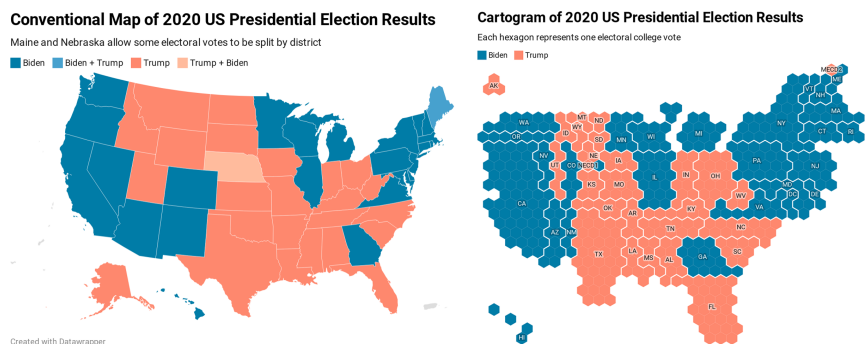 Conventional Map of 2020 US Presidential Election Results
Maine and Nebraska allow some electoral votes to be split by district
Biden
Biden + Trump
Trump
Trump + Biden
Created with Datawrapper
Cartogram of 2020 US Presidential Election Results
Each hexagon represents one electoral college vote
Biden
Trump
AK
MECD2
ME
VT
NH
WA
MT
ND
NY
MA
OR
ID
WY
SD
MN
WI
MI
CT
RI
NV
UT
CO
NE
NECD1
IA
IL
IN
OH
PA
NJ
CA
KS
MO
WV
MD
DC
DE
OK
AR
KY
VA
AZ
NM
TN
NC
TX
LA
MS
AL
GA
SC
FL
HI